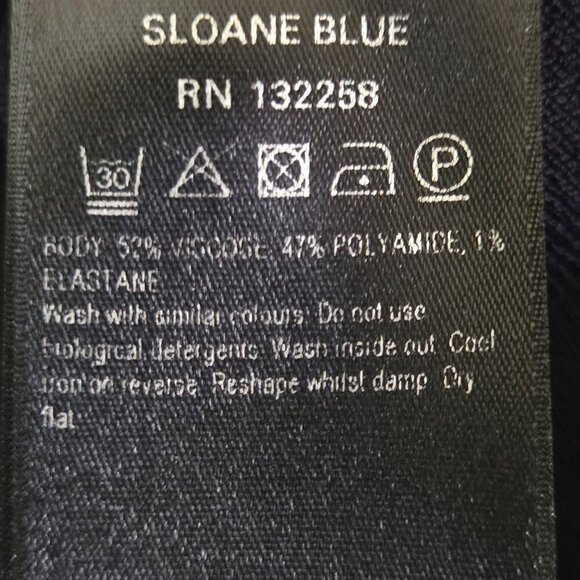 SLOANE BLUE
RN 132258
30 P
BODY 52% VISCOSE, 47% POLYAMIDE, 1%
ELASTANE
Wash with similar colours. Do not use
biological detergents. Wash inside out. Cool
iron on reverse. Reshape whilst damp. Dry
flat